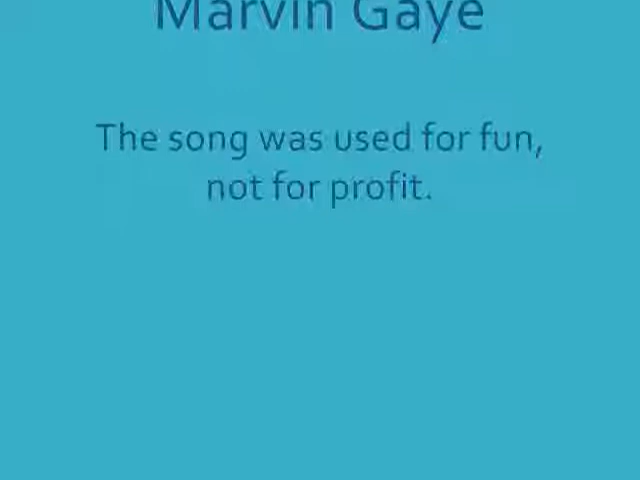 Marvin Gaye
The song was used for fun,
not for profit.